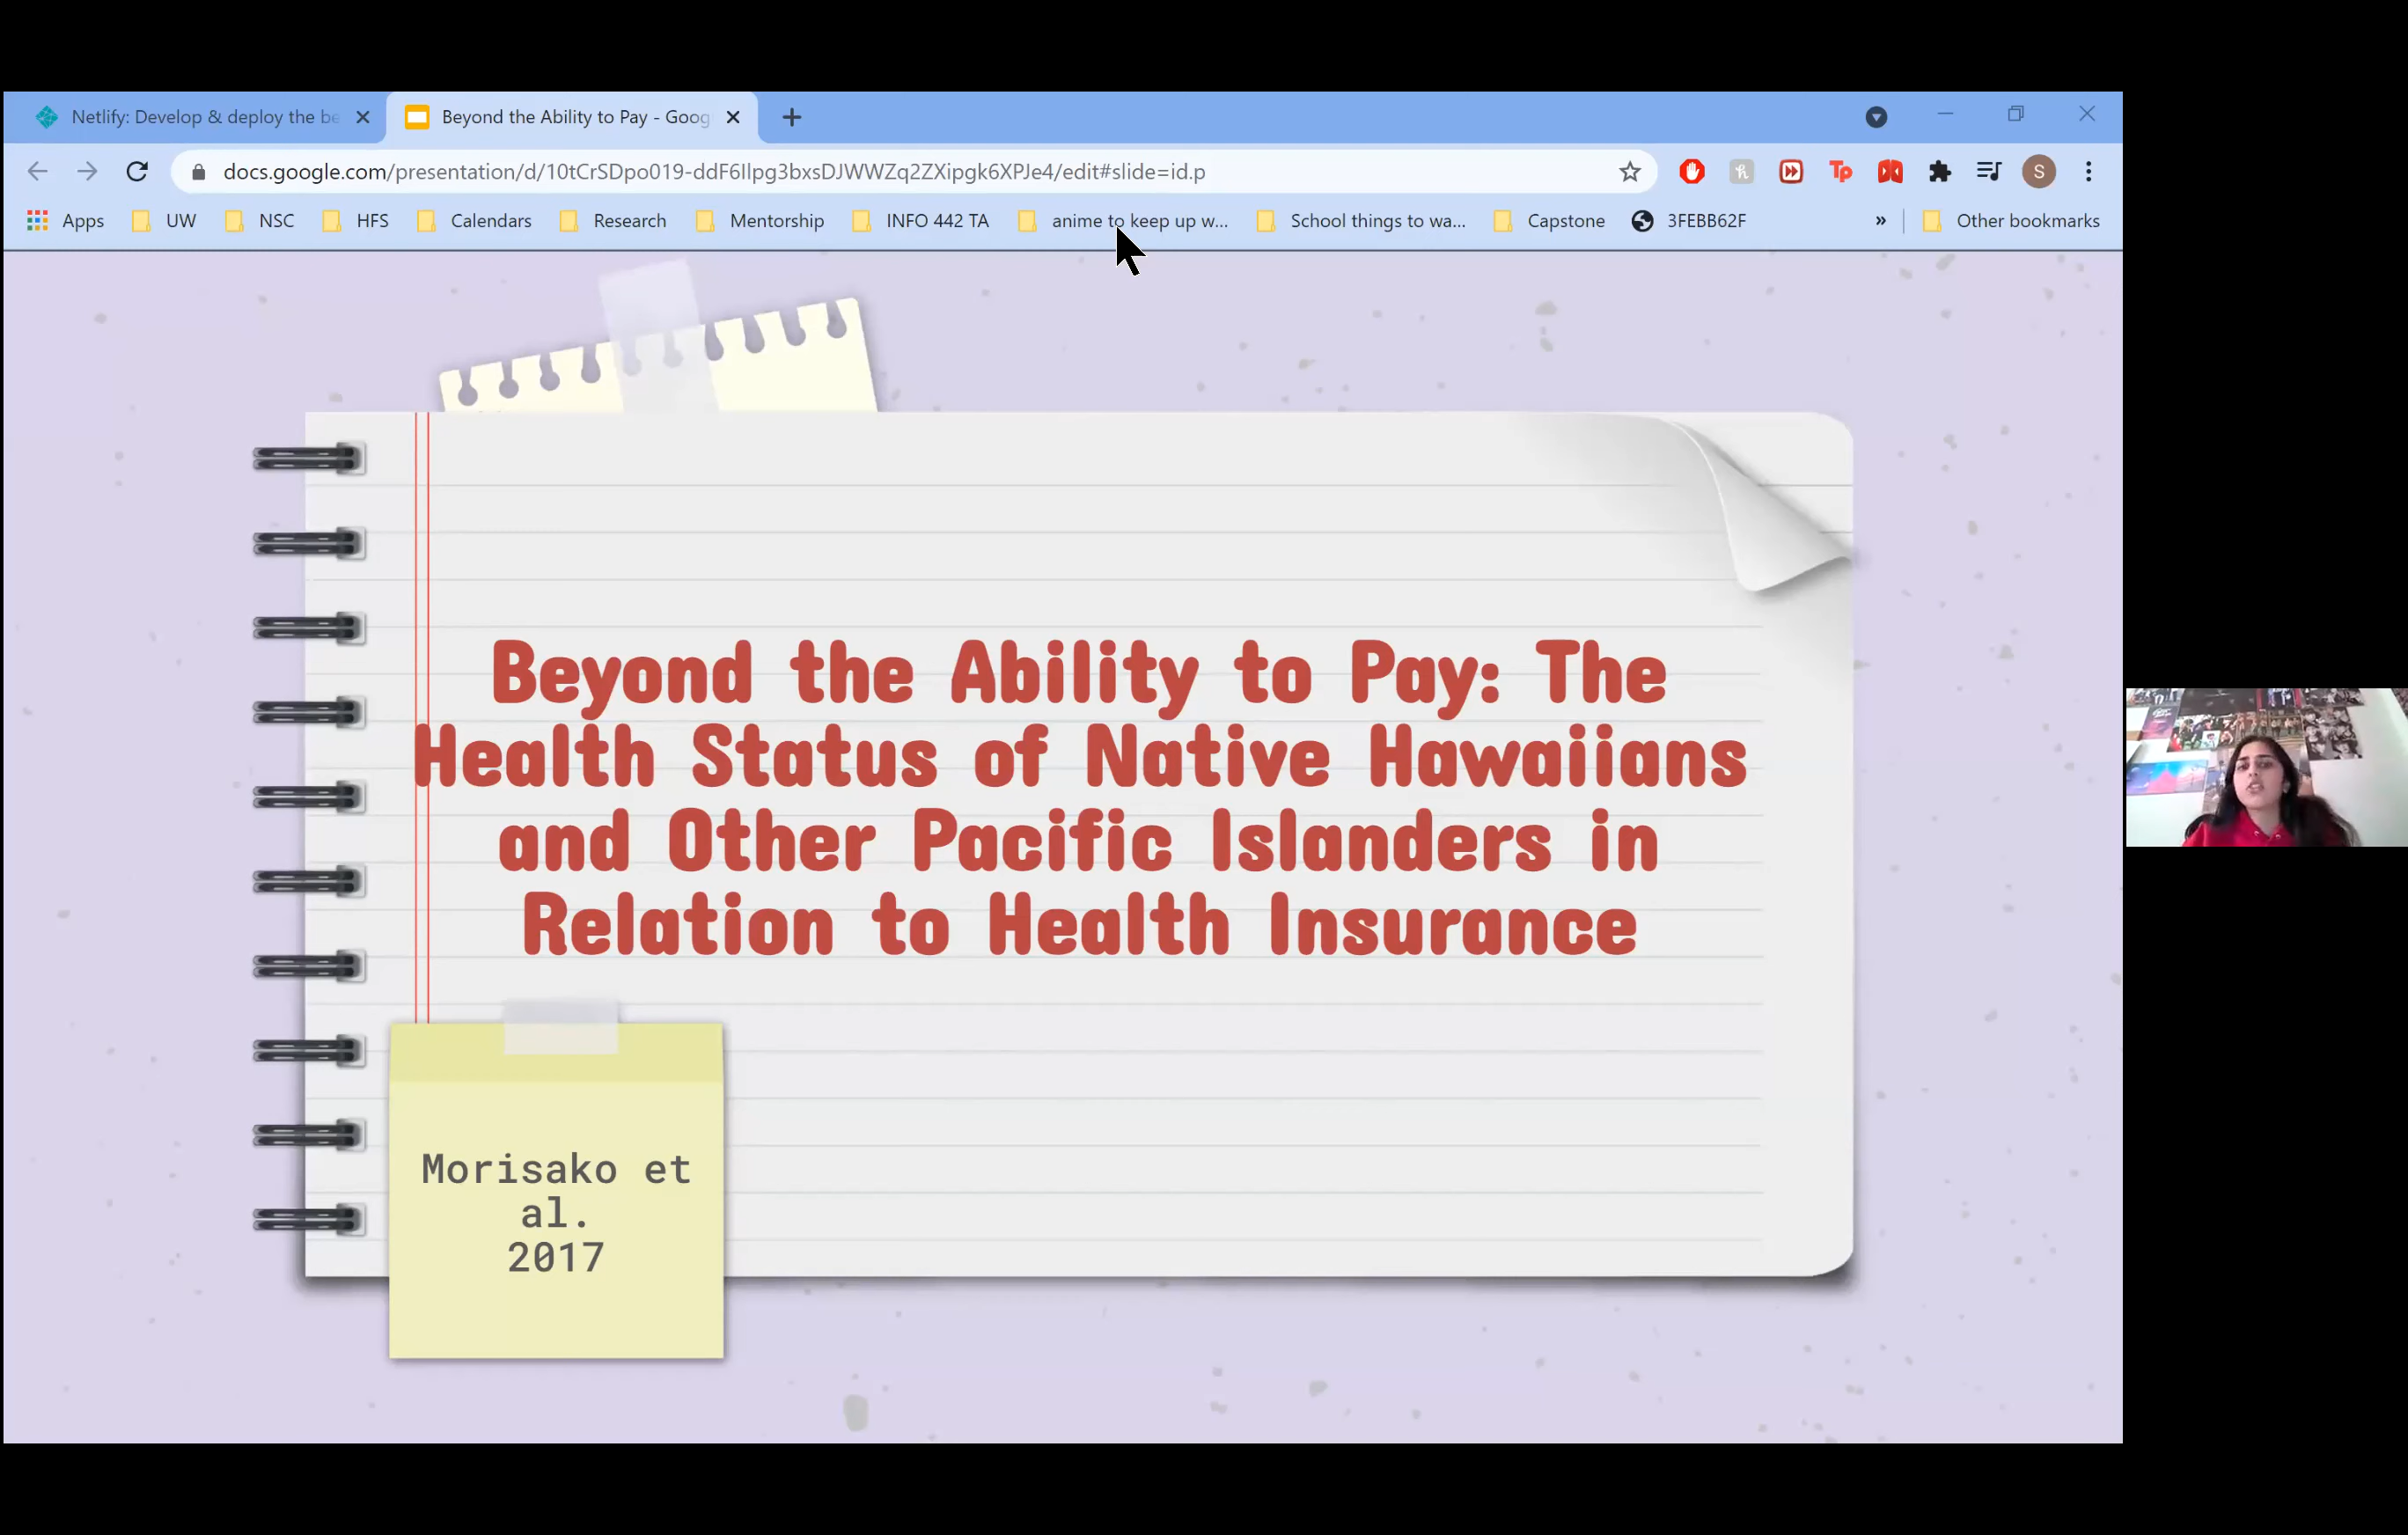 Netlify: Develop & deploy the be
Beyond the Ability to Pay - Goog
docs.google.com/presentation/d/10tCrSDpo019-ddF6Ilpg3bxsDJWWZq2ZXipgk6XPJe4/edit#slide=id.p
Tp
S
Apps UW NSC HFS Calendars Research Mentorship INFO 442 TA anime to keep up w... School things to wa... Capstone 3FEBB62F » Other bookmarks
Beyond the Ability to Pay: The
Health Status of Native Hawaiians
and Other Pacific Islanders in
Relation to Health Insurance
Morisako et
al.
2017